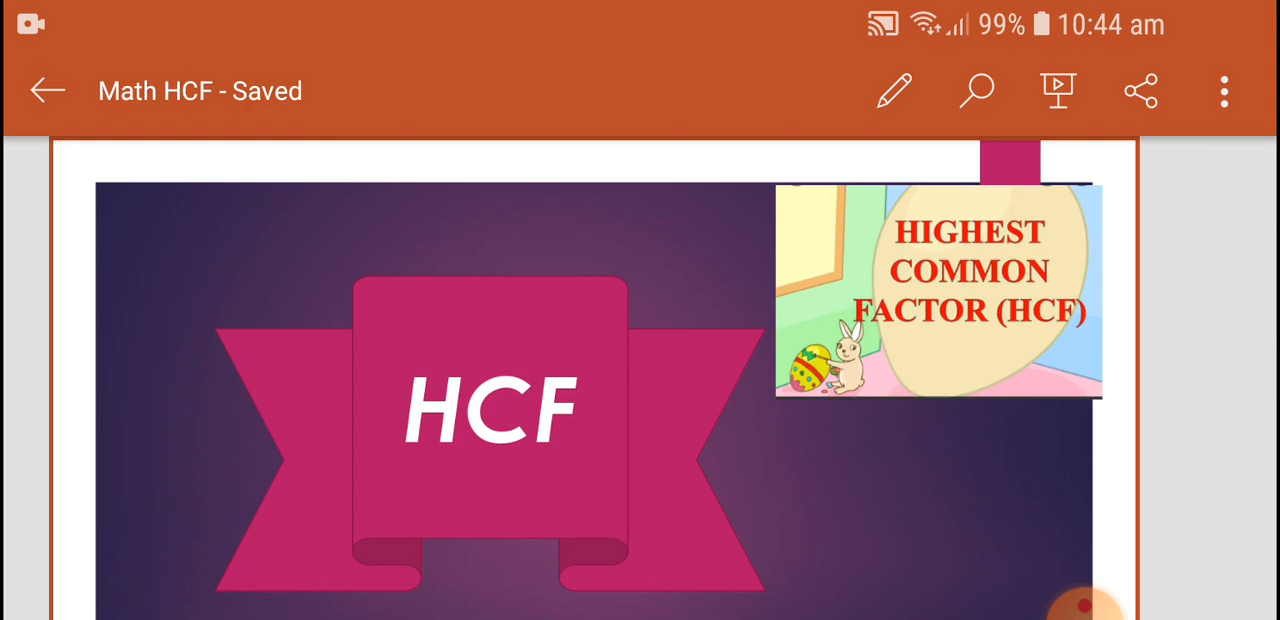 99% 10:44 am
Math HCF - Saved
HIGHEST
COMMON
FACTOR (HCF)
HCF